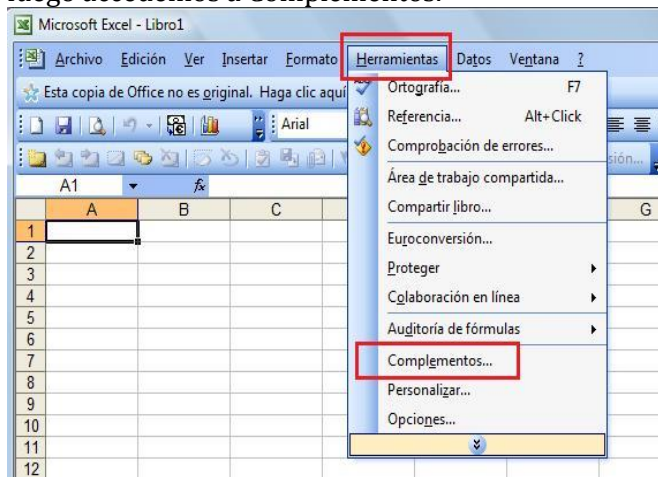 luego accedemos a Complementos.
Microsoft Excel - Libro1
Archivo Edición Ver Insertar Formato Herramientas Datos Ventana ?
Esta copia de Office no es original. Haga clic aquí
Arial
sión...
A1 fx
A B C G
1
2
3
4
5
6
7
8
9
10
11
12
Ortografía... F7
Referencia... Alt+Click
Comprobación de errores...
Área de trabajo compartida...
Compartir libro...
Euroconversión...
Proteger
Colaboración en línea
Auditoría de fórmulas
Complementos...
Personalizar...
Opciones...